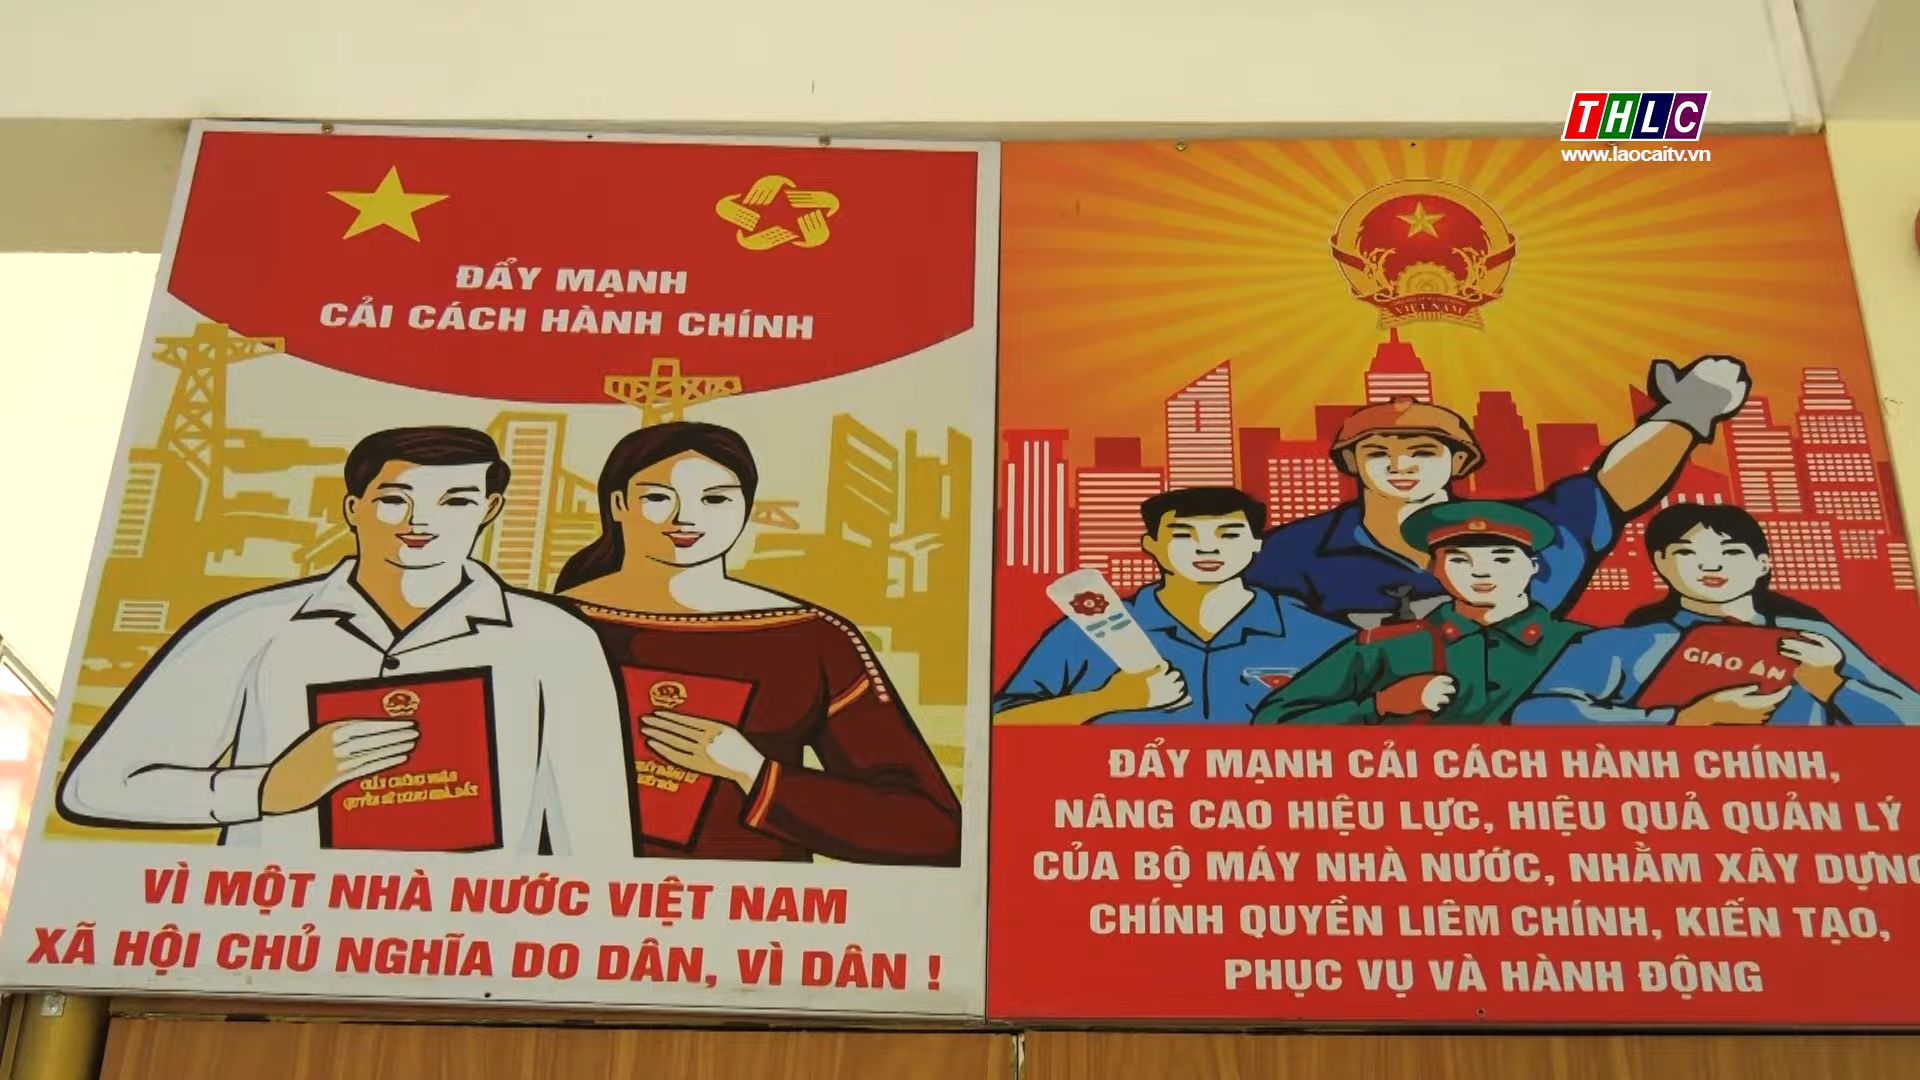 THLC
www.laocaitv.vn
ĐẨY MẠNH
CẢI CÁCH HÀNH CHÍNH
VÌ MỘT NHÀ NƯỚC VIỆT NAM
XÃ HỘI CHỦ NGHĨA DO DÂN, VÌ DÂN !
VIỆT NAM
GIÁO ÁN
ĐẨY MẠNH CẢI CÁCH HÀNH CHÍNH,
NÂNG CAO HIỆU LỰC, HIỆU QUẢ QUẢN LÝ
CỦA BỘ MÁY NHÀ NƯỚC, NHẰM XÂY DỰNG
CHÍNH QUYỀN LIÊM CHÍNH, KIẾN TẠO,
PHỤC VỤ VÀ HÀNH ĐỘNG